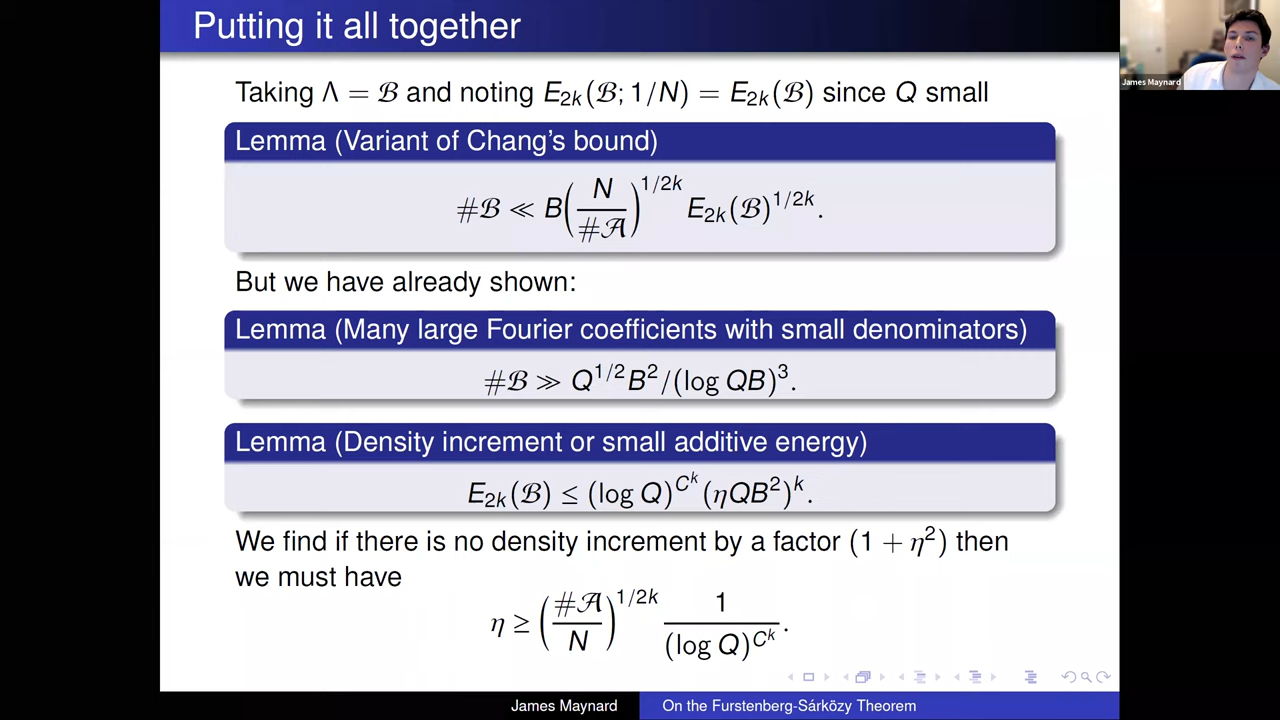 Putting it all together
James Maynard
Taking Λ = ℬ and noting E_{2k}(ℬ; 1/N) = E_{2k}(ℬ) since Q small
Lemma (Variant of Chang's bound)
#ℬ ≪ B(N/#𝒜)^{1/2k} E_{2k}(ℬ)^{1/2k}.
But we have already shown:
Lemma (Many large Fourier coefficients with small denominators)
#ℬ ≫ Q^{1/2}B^2/(log QB)^3.
Lemma (Density increment or small additive energy)
E_{2k}(ℬ) ≤ (log Q)^{C^k}(ηQB^2)^k.
We find if there is no density increment by a factor (1 + η^2) then
we must have
η ≥ (#𝒜/N)^{1/2k} 1/(log Q)^{C^k}.
James Maynard
On the Furstenberg-Sárközy Theorem